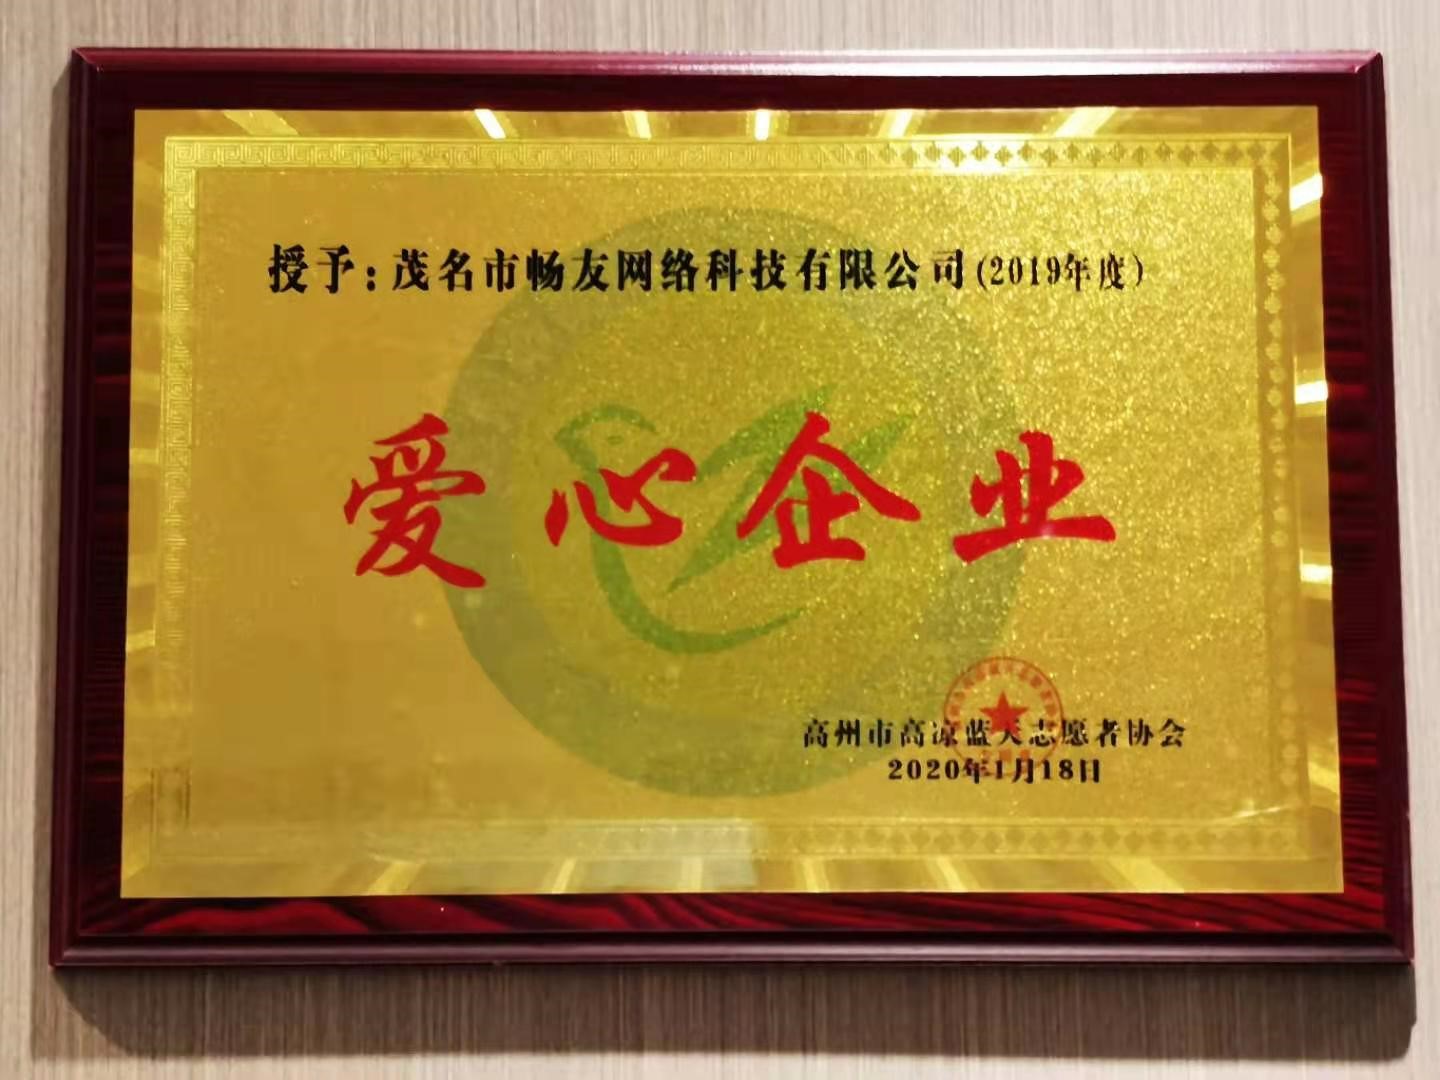 授予:茂名市畅友网络科技有限公司(2019年度)
爱心企业
高州市高凉蓝天志愿者协会
2020年1月18日